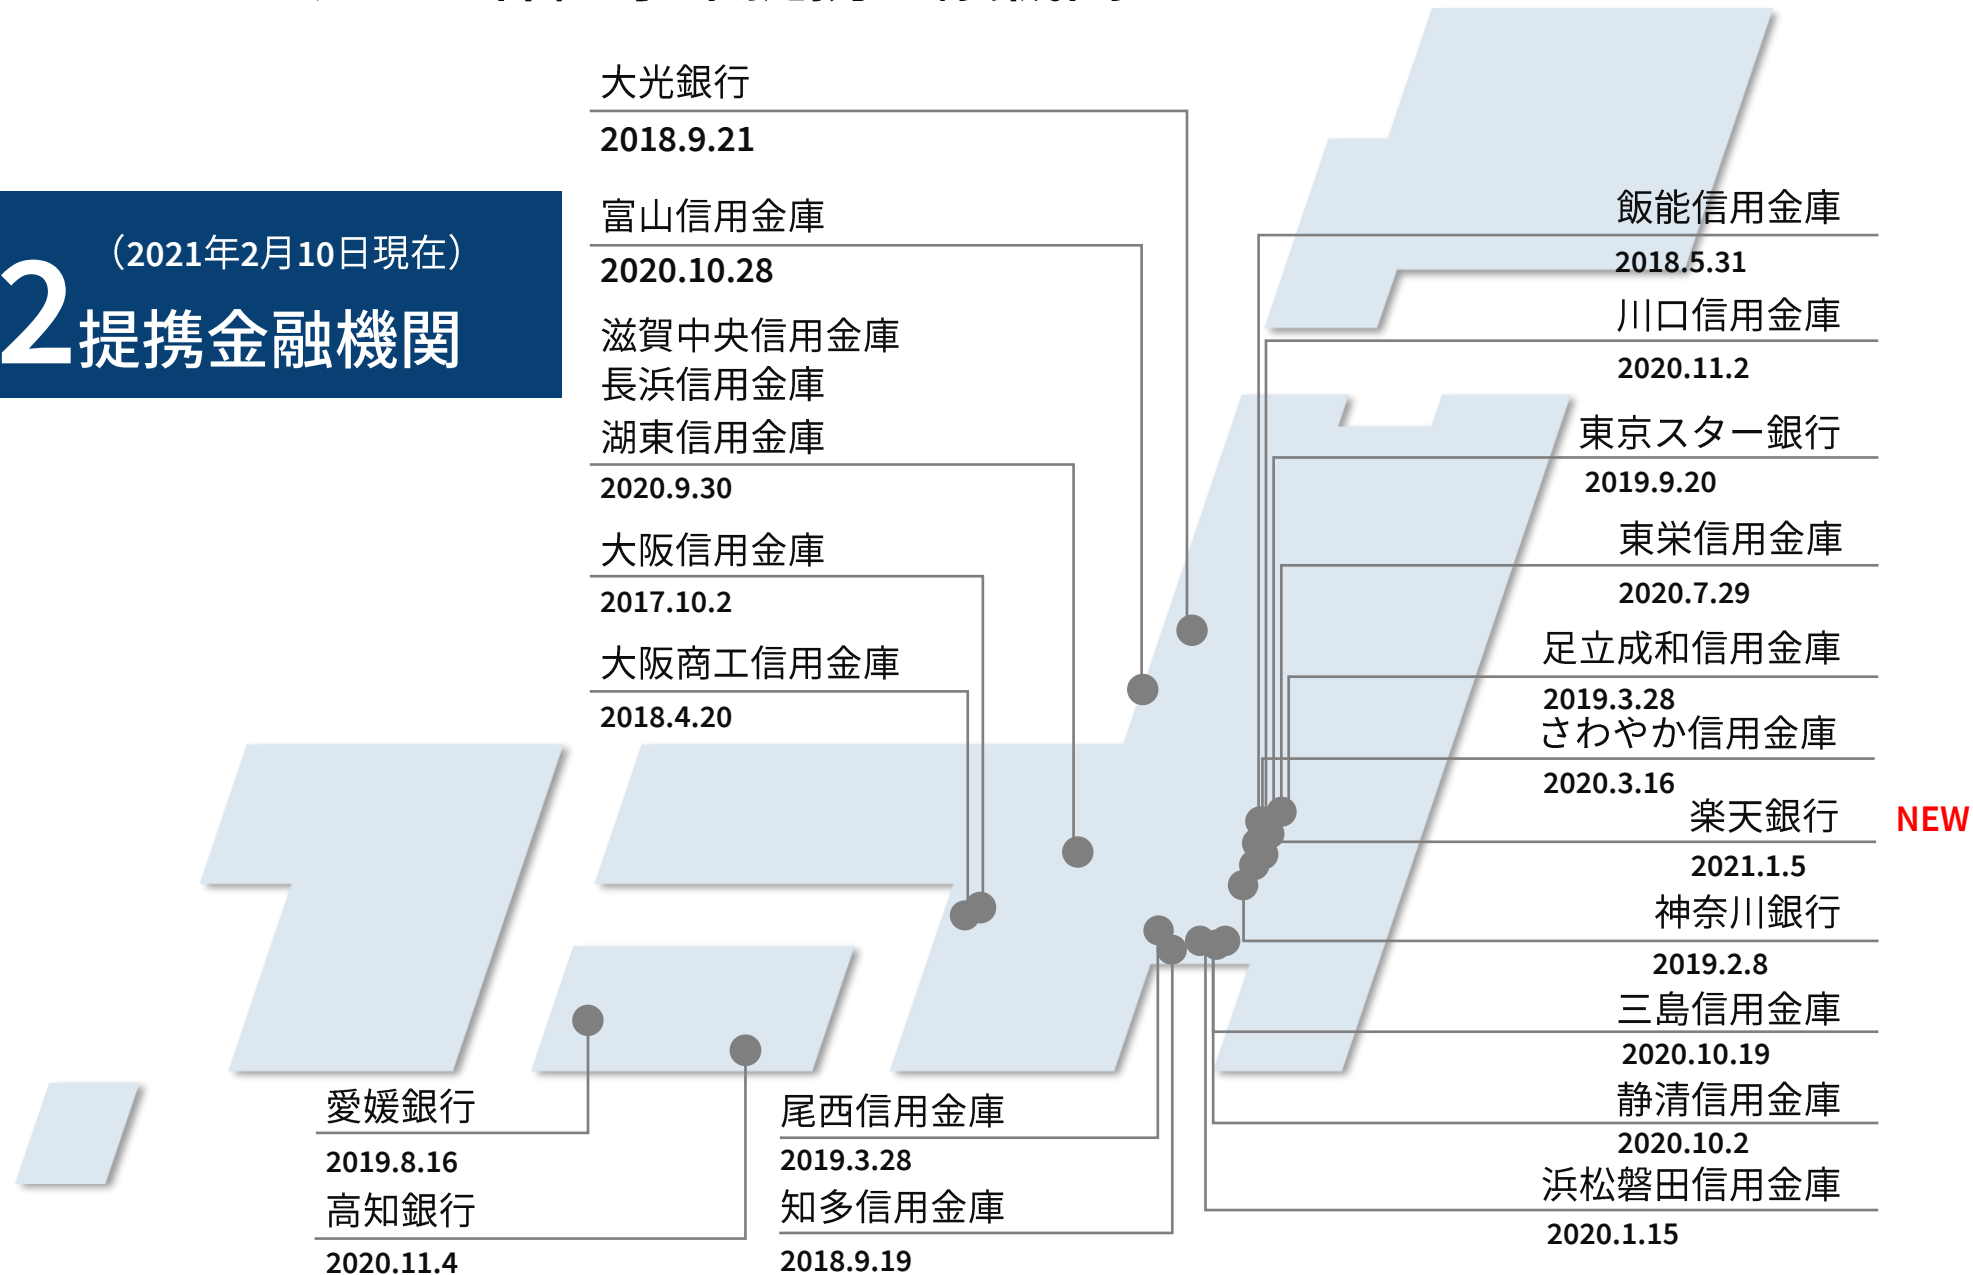 （2021年2月10日現在）
2提携金融機関
大光銀行
2018.9.21
富山信用金庫
2020.10.28
滋賀中央信用金庫
長浜信用金庫
湖東信用金庫
2020.9.30
大阪信用金庫
2017.10.2
大阪商工信用金庫
2018.4.20
飯能信用金庫
2018.5.31
川口信用金庫
2020.11.2
東京スター銀行
2019.9.20
東栄信用金庫
2020.7.29
足立成和信用金庫
2019.3.28
さわやか信用金庫
2020.3.16
楽天銀行
NEW
2021.1.5
神奈川銀行
2019.2.8
三島信用金庫
2020.10.19
静清信用金庫
2020.10.2
浜松磐田信用金庫
2020.1.15
愛媛銀行
2019.8.16
高知銀行
2020.11.4
尾西信用金庫
2019.3.28
知多信用金庫
2018.9.19